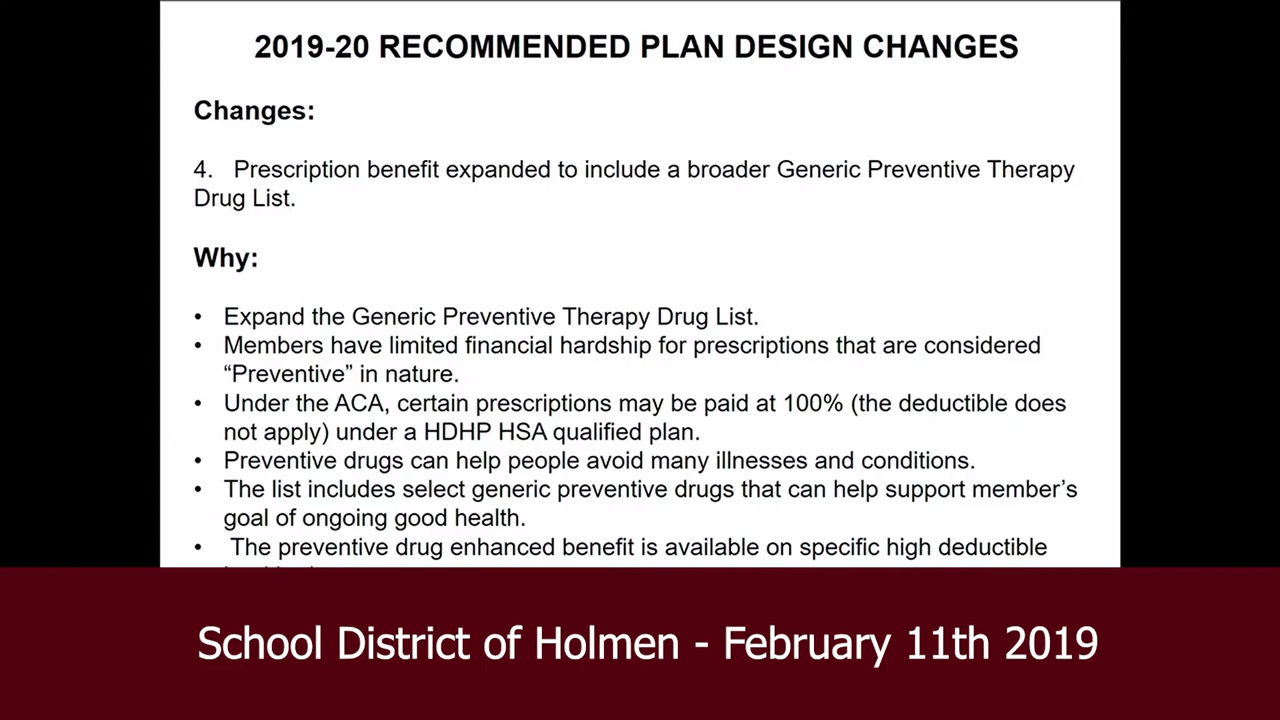 2019-20 RECOMMENDED PLAN DESIGN CHANGES
Changes:
4. Prescription benefit expanded to include a broader Generic Preventive Therapy
Drug List.
Why:
• Expand the Generic Preventive Therapy Drug List.
• Members have limited financial hardship for prescriptions that are considered
“Preventive” in nature.
• Under the ACA, certain prescriptions may be paid at 100% (the deductible does
not apply) under a HDHP HSA qualified plan.
• Preventive drugs can help people avoid many illnesses and conditions.
• The list includes select generic preventive drugs that can help support member’s
goal of ongoing good health.
• The preventive drug enhanced benefit is available on specific high deductible
School District of Holmen - February 11th 2019